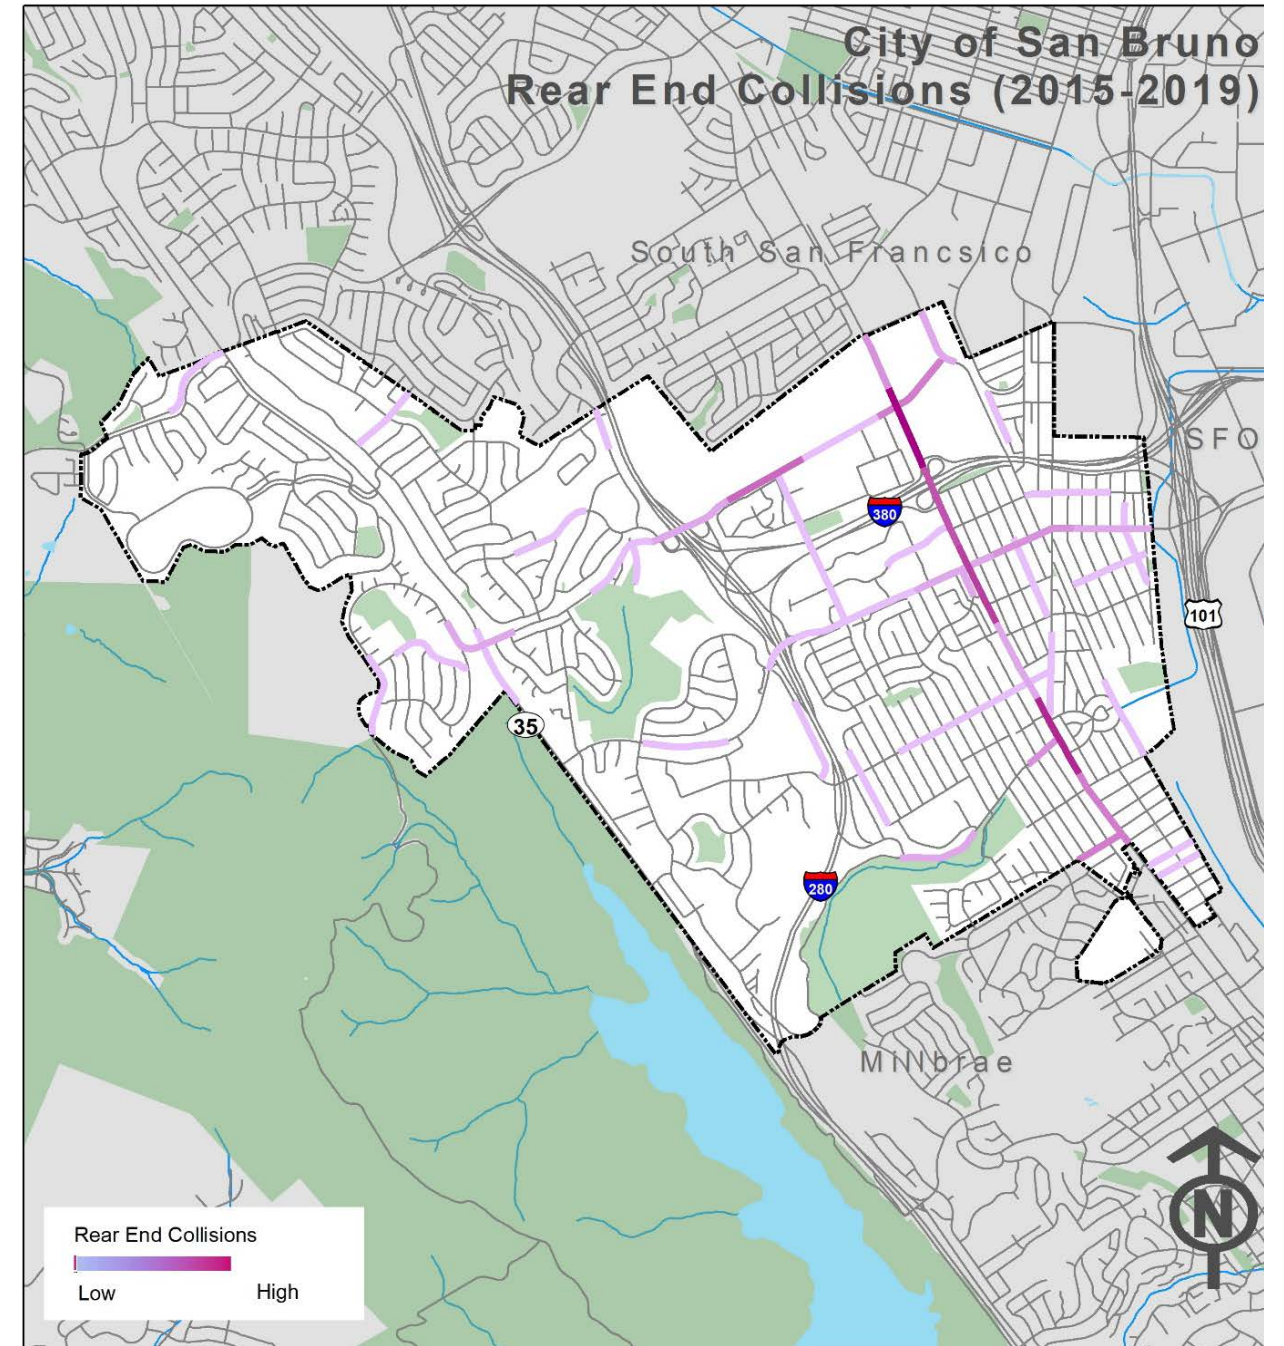 City of San Bruno
Rear End Collisions (2015-2019)
South San Francsico
SFO
380
101
35
280
Millbrae
N
Rear End Collisions
Low High